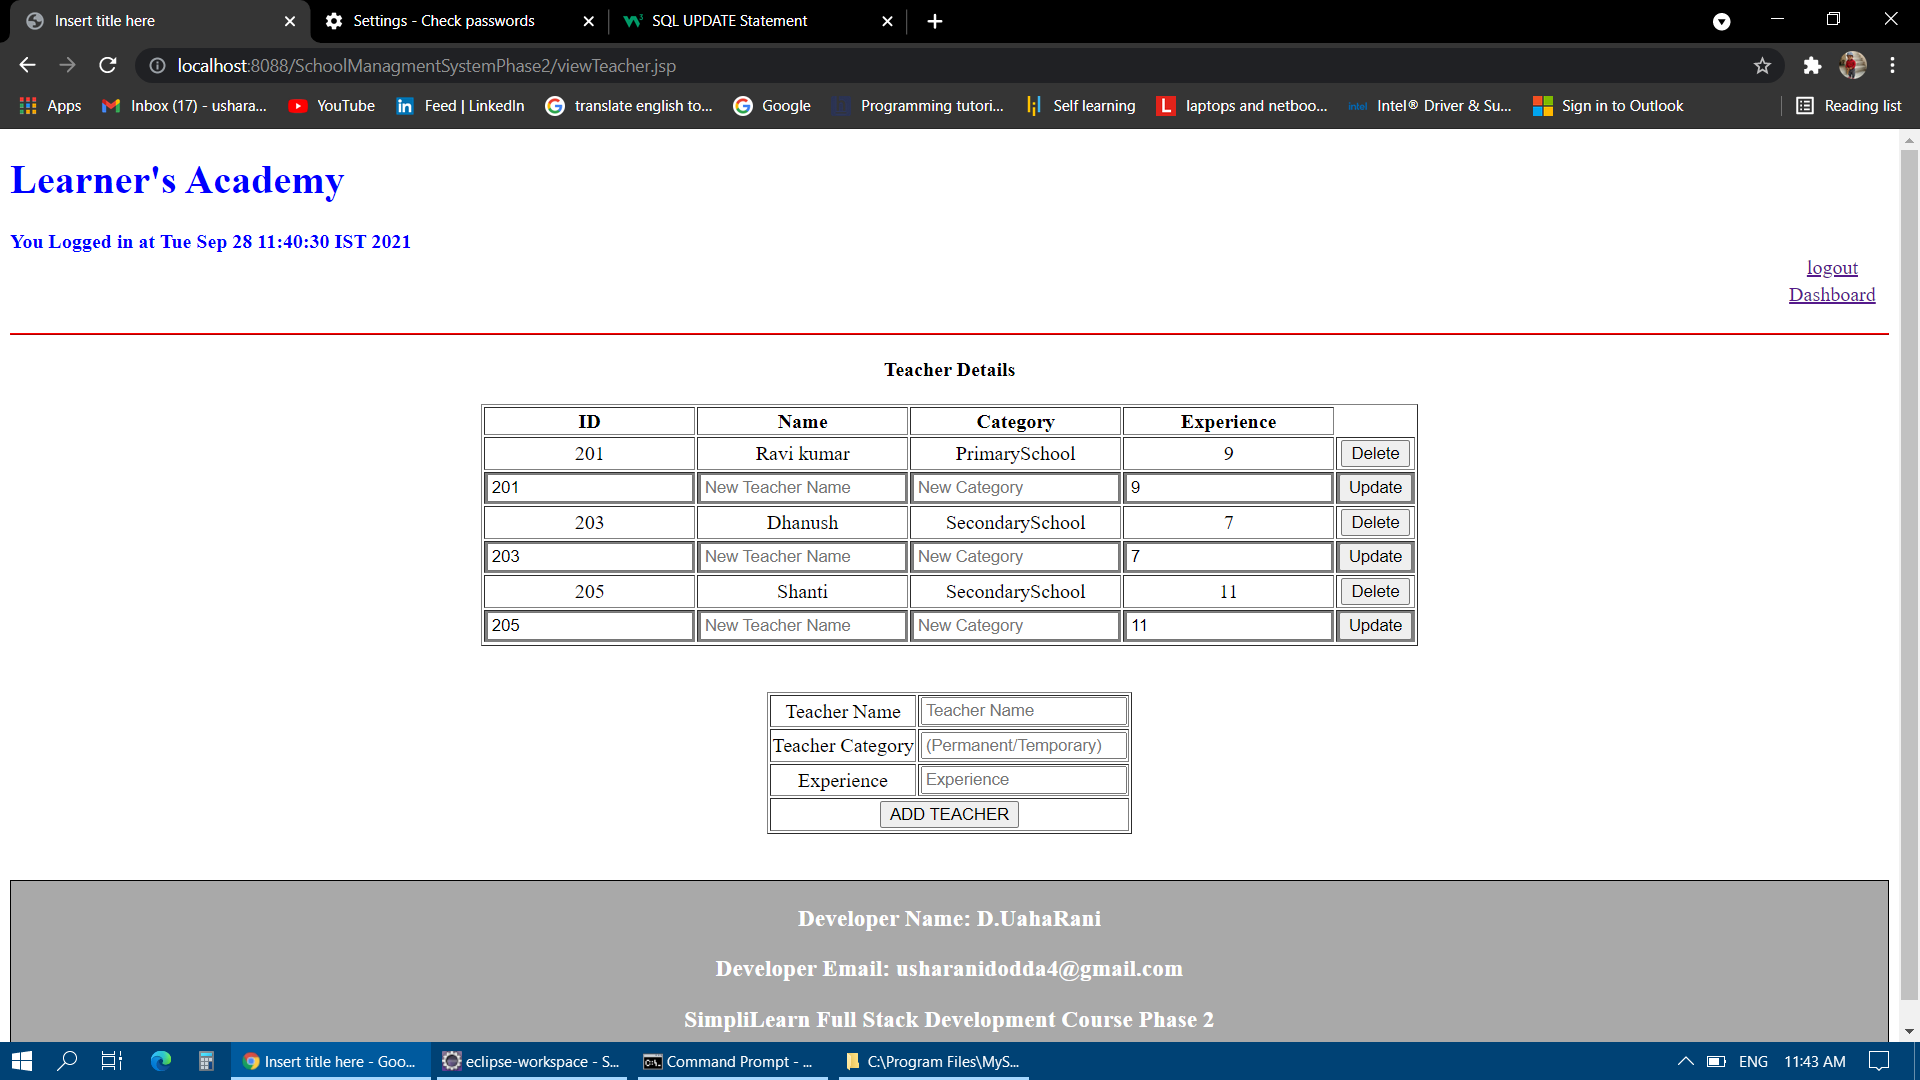 Insert title here
Settings - Check passwords
SQL UPDATE Statement
localhost:8088/SchoolManagmentSystemPhase2/viewTeacher.jsp
Apps
Inbox (17) - ushara...
YouTube
Feed | LinkedIn
translate english to...
Google
Programming tutori...
Self learning
laptops and netboo...
Intel® Driver & Su...
Sign in to Outlook
Reading list
Learner's Academy
You Logged in at Tue Sep 28 11:40:30 IST 2021
logout
Dashboard
Teacher Details
ID Name Category Experience
201 Ravi kumar PrimarySchool 9 Delete
201 New Teacher Name New Category 9 Update
203 Dhanush SecondarySchool 7 Delete
203 New Teacher Name New Category 7 Update
205 Shanti SecondarySchool 11 Delete
205 New Teacher Name New Category 11 Update
Teacher Name Teacher Name
Teacher Category (Permanent/Temporary)
Experience Experience
ADD TEACHER
Developer Name: D.UahaRani
Developer Email: usharanidodda4@gmail.com
SimpliLearn Full Stack Development Course Phase 2
Insert title here - Goo...
eclipse-workspace - S...
Command Prompt - ...
C:\Program Files\MyS...
ENG
11:43 AM